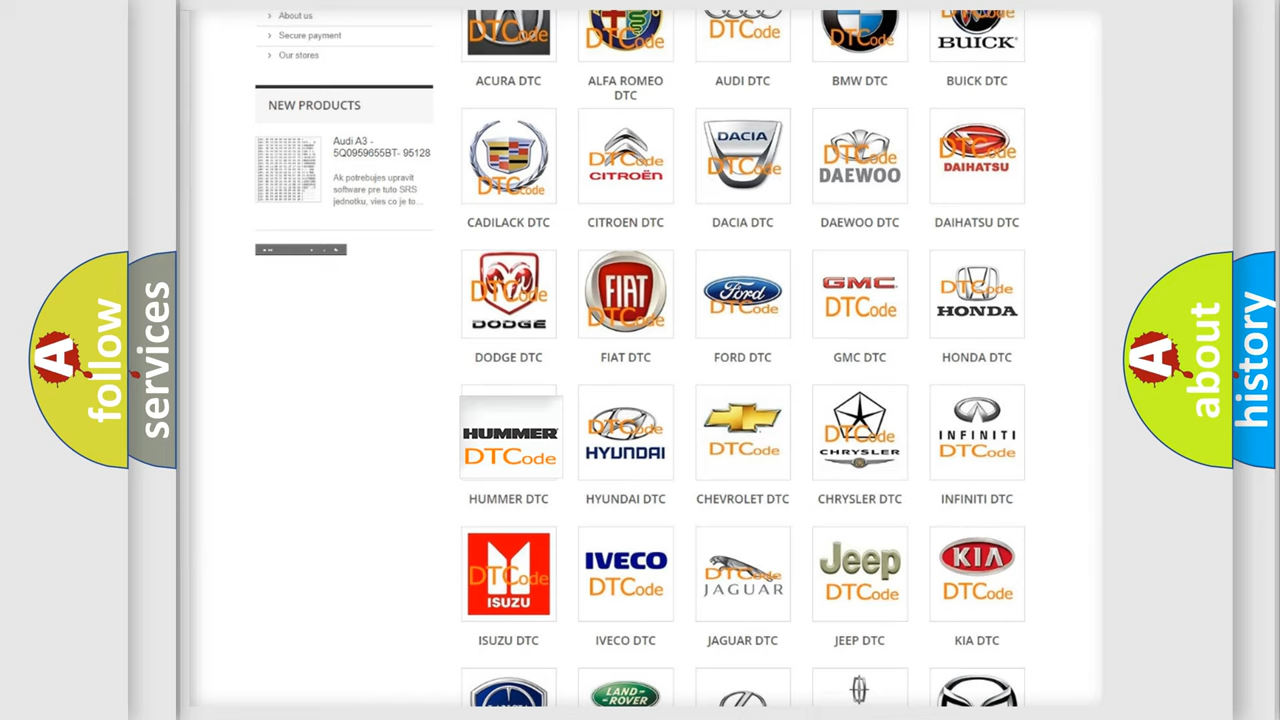 About us
Secure payment
Our stores
NEW PRODUCTS
Audi A3 -
5Q0959655BT- 95128
Ak potrebujes upravit
software pre tuto SRS
jednotku, vies co je to...
DTCode DTCode DTCode DTCode DTCode
BUICK
ACURA DTC ALFA ROMEO DTC AUDI DTC BMW DTC BUICK DTC
DTCode
DTCode
CITROËN
DACIA
DTCode
DTCode
DAEWOO
DTCode
DAIHATSU
CADILACK DTC CITROEN DTC DACIA DTC DAEWOO DTC DAIHATSU DTC
DTCode
DODGE
FIAT
DTCode
Ford
DTCode
GMC
DTCode
DTCode
HONDA
DODGE DTC FIAT DTC FORD DTC GMC DTC HONDA DTC
HUMMER
DTCode
DTCode
HYUNDAI
DTCode
DTCode
CHRYSLER
INFINITI
DTCode
HUMMER DTC HYUNDAI DTC CHEVROLET DTC CHRYSLER DTC INFINITI DTC
DTCode
ISUZU
IVECO
DTCode
DTCode
JAGUAR
Jeep
DTCode
KIA
DTCode
ISUZU DTC IVECO DTC JAGUAR DTC JEEP DTC KIA DTC
LAND-
ROVER
A follow
services
A about
history